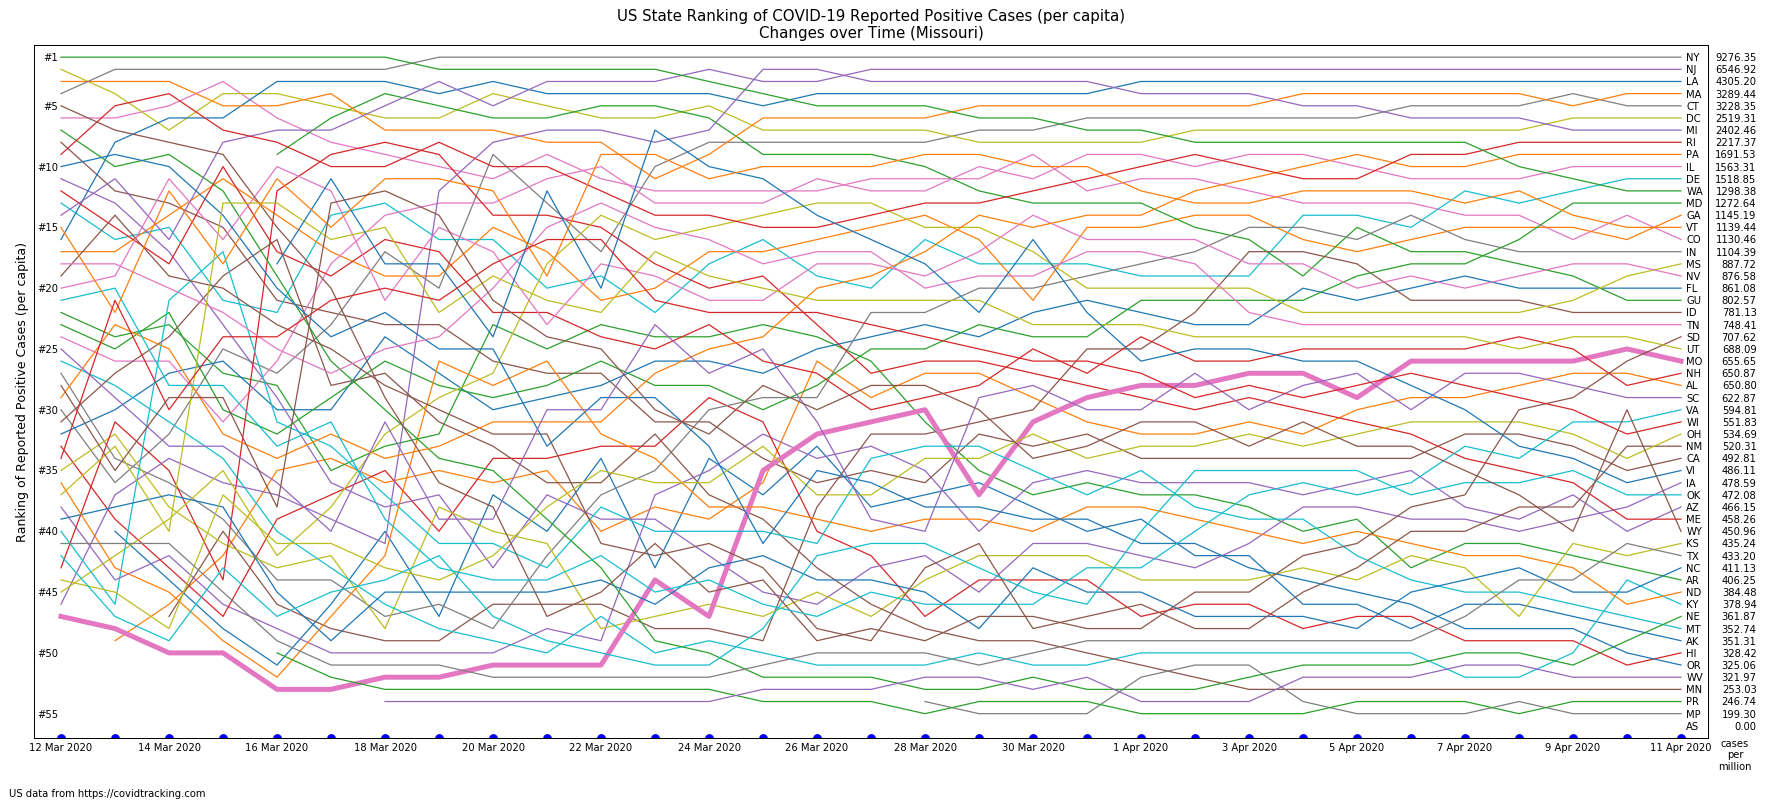 US State Ranking of COVID-19 Reported Positive Cases (per capita)
Changes over Time (Missouri)
Ranking of Reported Positive Cases (per capita)
#1
#5
#10
#15
#20
#25
#30
#35
#40
#45
#50
#55
NY 9276.35
NJ 6546.92
LA 4305.20
MA 3289.44
CT 3228.35
DC 2519.31
MI 2402.46
RI 2217.37
PA 1691.53
IL 1563.31
DE 1518.85
WA 1298.38
MD 1272.64
GA 1145.19
VT 1139.44
CO 1130.46
IN 1104.39
MS 887.72
NV 876.58
FL 861.08
GU 802.57
ID 781.13
TN 748.41
SD 707.62
UT 688.09
MO 655.65
NH 650.87
AL 650.80
SC 622.87
VA 594.81
WI 551.83
OH 534.69
NM 520.31
CA 492.81
VI 486.11
IA 478.59
OK 472.08
AZ 466.15
ME 458.26
WY 450.96
KS 435.24
TX 433.20
NC 411.13
AR 406.25
ND 384.48
KY 378.94
NE 361.87
MT 352.74
AK 351.31
HI 328.42
OR 325.06
WV 321.97
MN 253.03
PR 246.74
MP 199.30
AS 0.00
12 Mar 2020 14 Mar 2020 16 Mar 2020 18 Mar 2020 20 Mar 2020 22 Mar 2020 24 Mar 2020 26 Mar 2020 28 Mar 2020 30 Mar 2020 1 Apr 2020 3 Apr 2020 5 Apr 2020 7 Apr 2020 9 Apr 2020 11 Apr 2020
cases
per
million
US data from https://covidtracking.com